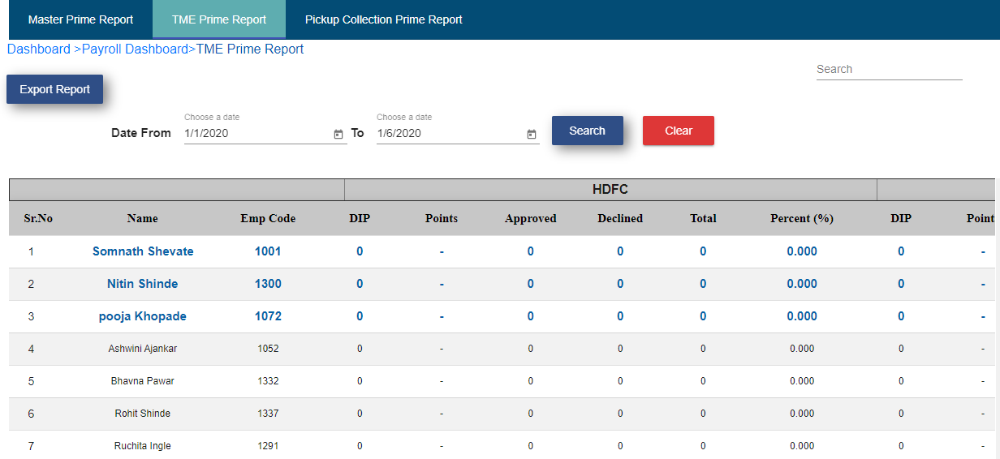 Master Prime Report TME Prime Report Pickup Collection Prime Report
Dashboard >Payroll Dashboard>TME Prime Report
Search
Export Report
Choose a date Choose a date
Date From 1/1/2020 To 1/6/2020 Search Clear
HDFC
Sr.No Name Emp Code DIP Points Approved Declined Total Percent (%) DIP Point
1 Somnath Shevate 1001 0 - 0 0 0 0.000 0 -
2 Nitin Shinde 1300 0 - 0 0 0 0.000 0 -
3 pooja Khopade 1072 0 - 0 0 0 0.000 0 -
4 Ashwini Ajankar 1052 0 - 0 0 0 0.000 0 -
5 Bhavna Pawar 1332 0 - 0 0 0 0.000 0 -
6 Rohit Shinde 1337 0 - 0 0 0 0.000 0 -
7 Ruchita Ingle 1291 0 - 0 0 0 0.000 0 -